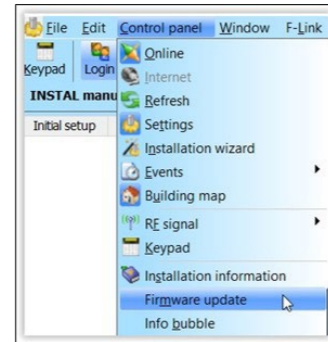 File Edit Control panel Window F-Link
Keypad Login
INSTAL manu
Initial setup
Online
Internet
Refresh
Settings
Installation wizard
Events
Building map
RF signal
Keypad
Installation information
Firmware update
Info bubble